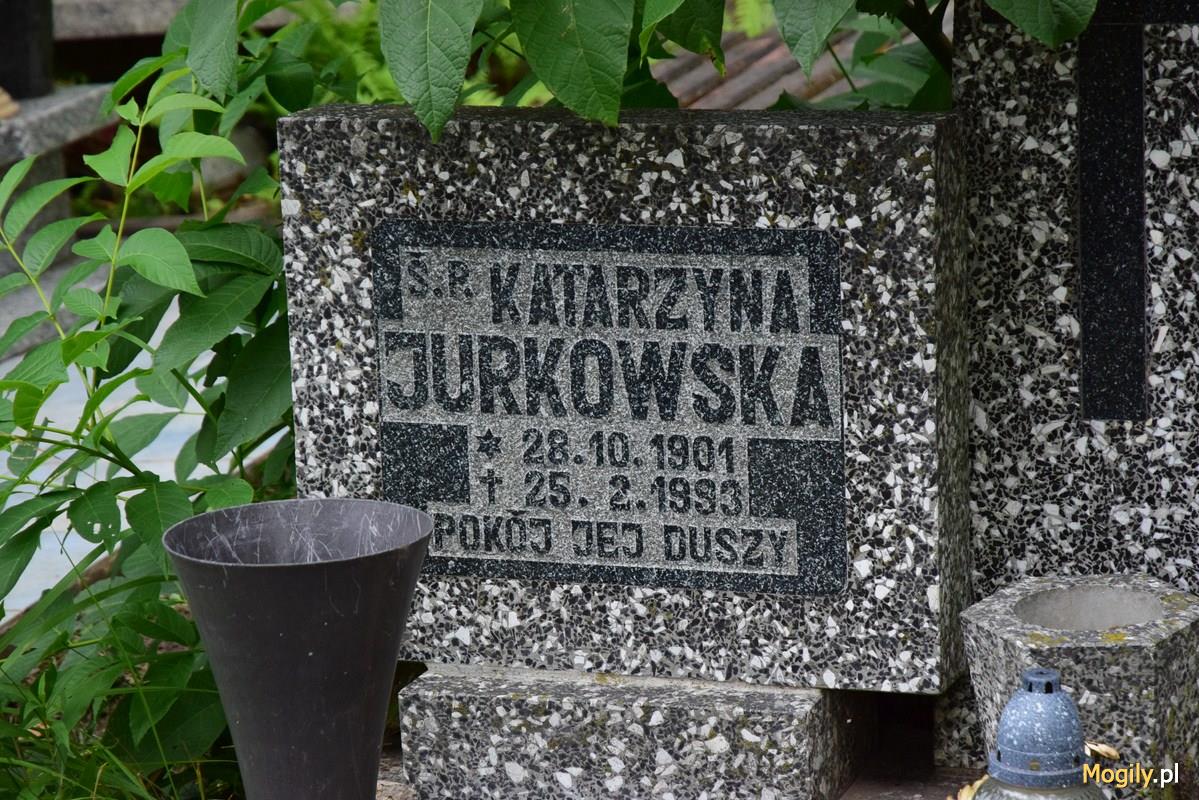 Ś.P. KATARZYNA
JURKOWSKA
✶ 28.10.1901
† 25. 2.1993
POKÓJ JEJ DUSZY
Mogily.pl